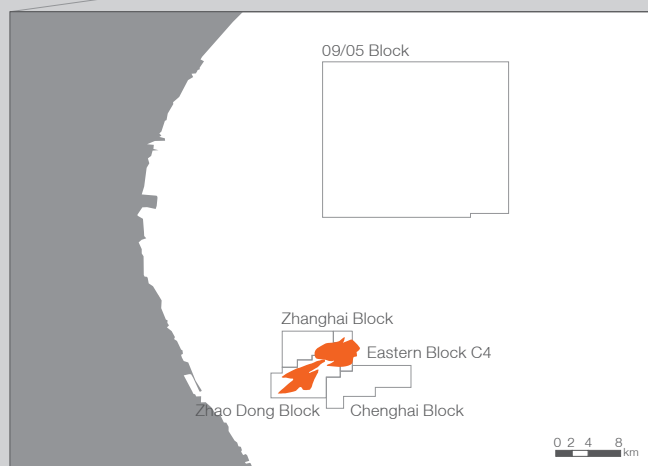 09/05 Block
Zhanghai Block
Eastern Block C4
Zhao Dong Block
Chenghai Block
0 2 4 8
km